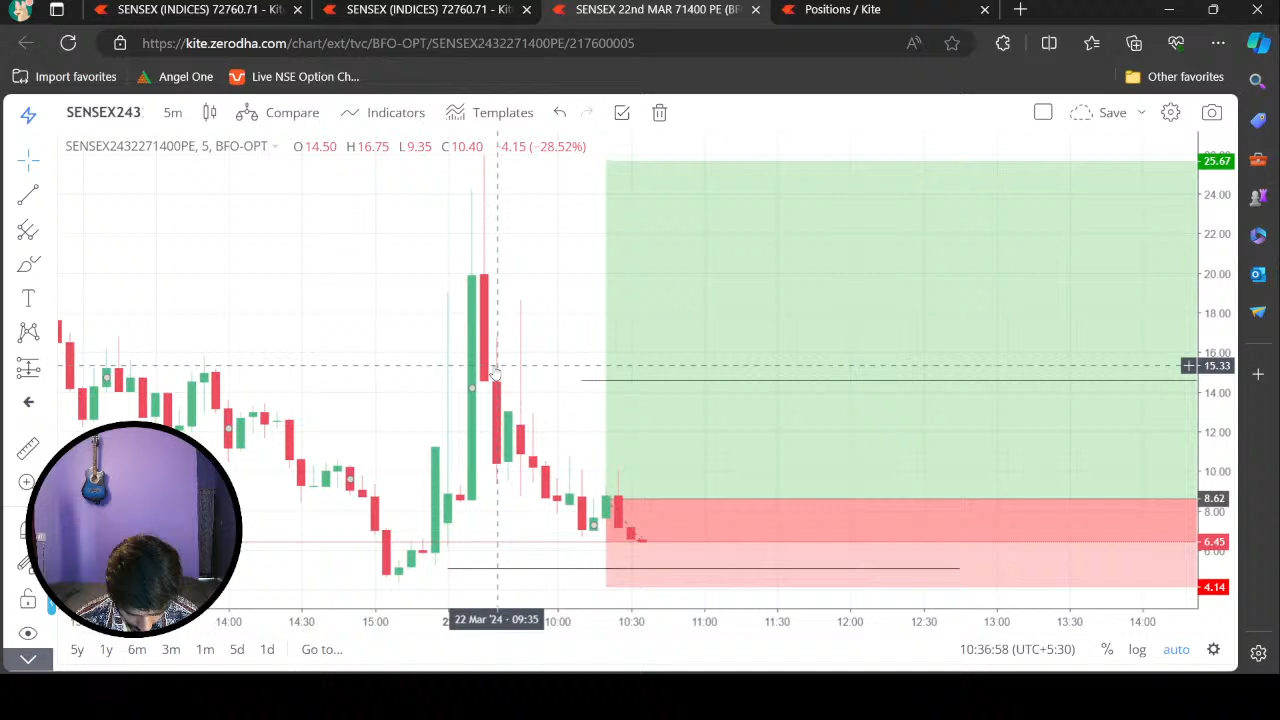 SENSEX (INDICES) 72760.71 - Kit
SENSEX (INDICES) 72760.71 - Kit
SENSEX 22nd MAR 71400 PE (BF
Positions / Kite
https://kite.zerodha.com/chart/ext/tvc/BFO-OPT/SENSEX2432271400PE/217600005
Import favorites
Angel One
Live NSE Option Ch...
Other favorites
SENSEX243
5m
Compare
Indicators
Templates
Save
SENSEX2432271400PE, 5, BFO-OPT
O14.50 H16.75 L9.35 C10.40 -4.15 (-28.52%)
25.67
24.00
22.00
20.00
18.00
16.00
15.33
14.00
12.00
10.00
8.62
8.00
6.45
6.00
4.14
14:00
14:30
15:00
22 Mar '24 - 09:35
10:00
10:30
11:00
11:30
12:00
12:30
13:00
13:30
14:00
5y
1y
6m
3m
1m
5d
1d
Go to...
10:36:58 (UTC+5:30)
%
log
auto